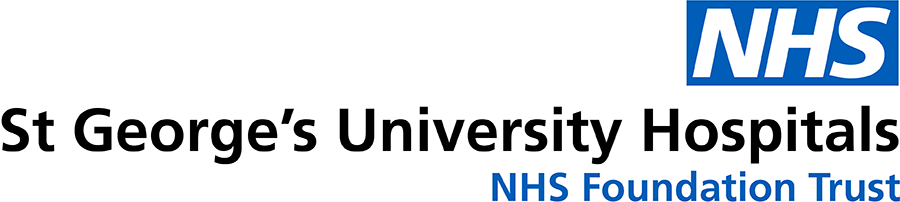 NHS
St George’s University Hospitals
NHS Foundation Trust